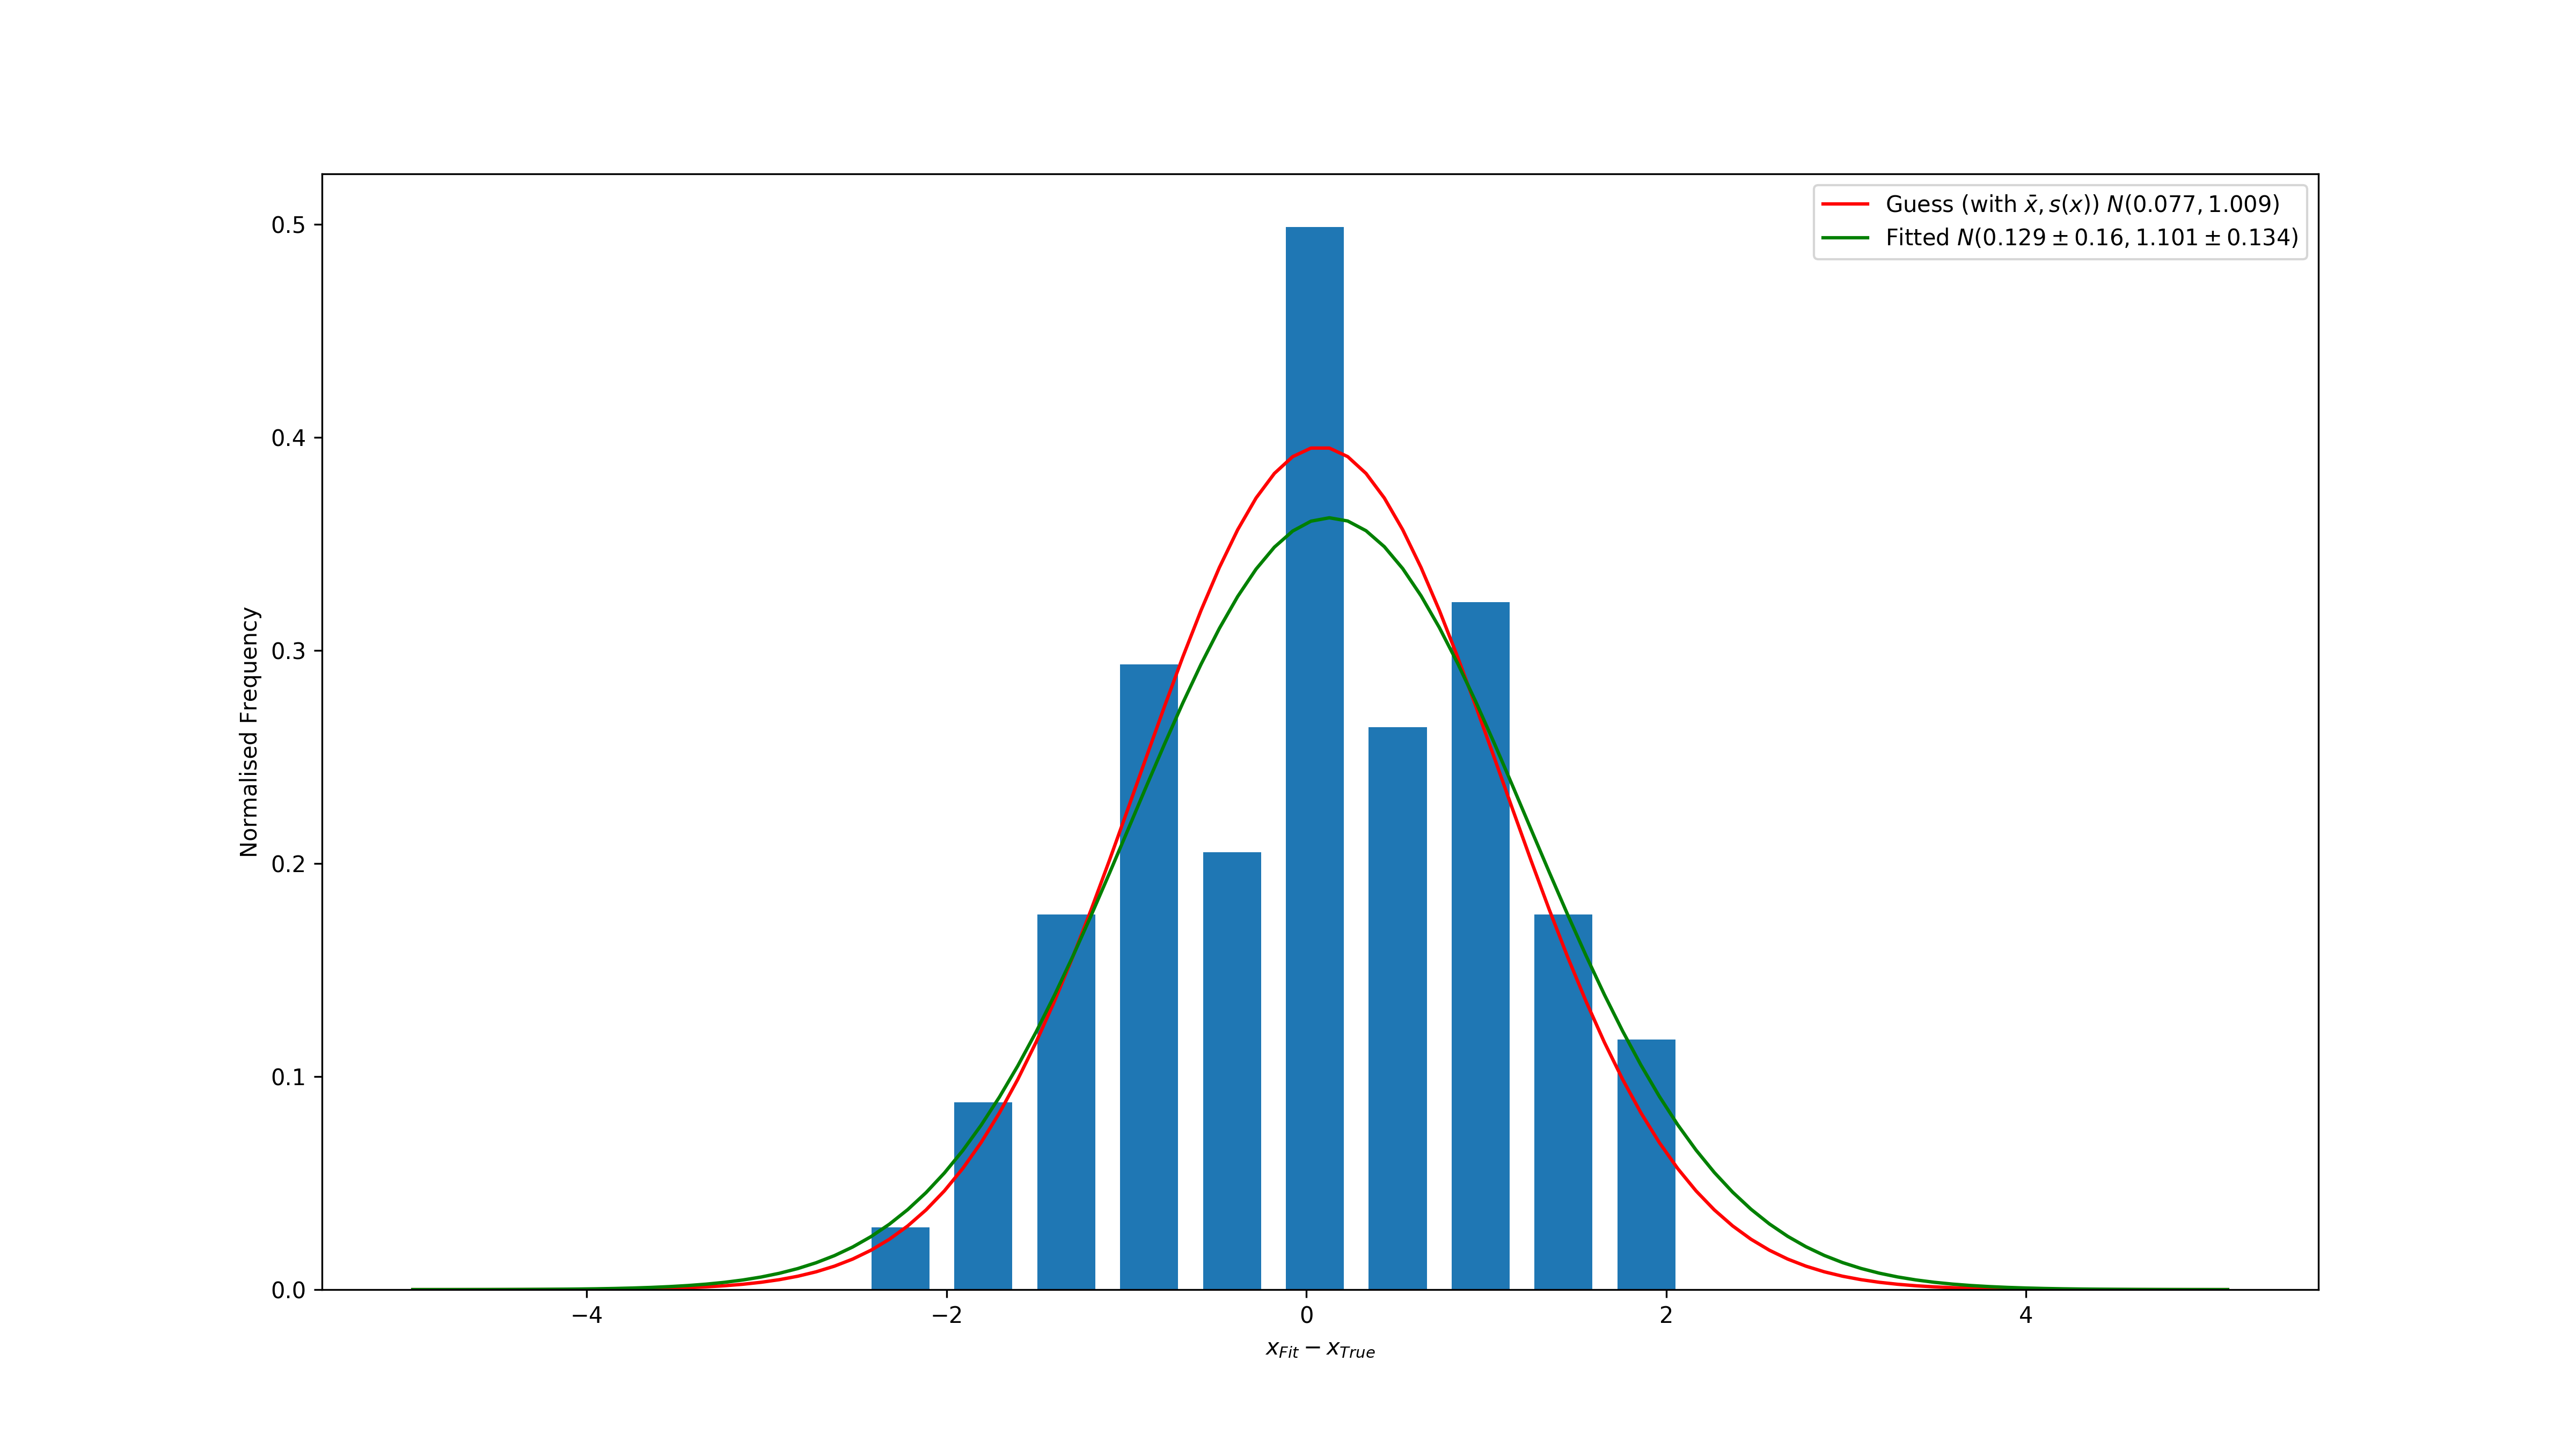 Guess (with x̄, s(x)) N(0.077, 1.009)
Fitted N(0.129 ± 0.16, 1.101 ± 0.134)
0.5
0.4
0.3
0.2
0.1
0.0
Normalised Frequency
−4
−2
0
2
4
x_Fit − x_True